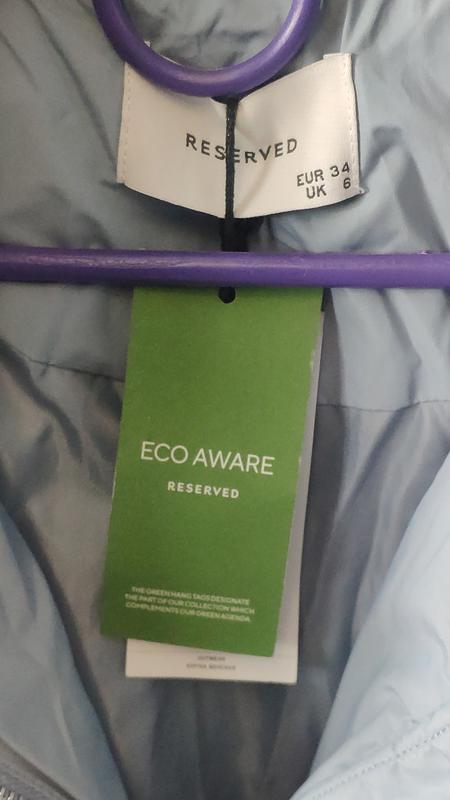 RESERVED
EUR 34
UK 6
ECO AWARE
RESERVED
THE GREEN HANG TAGS DESIGNATE
THE PART OF OUR COLLECTION WHICH
COMPLEMENTS OUR GREEN AGENDA